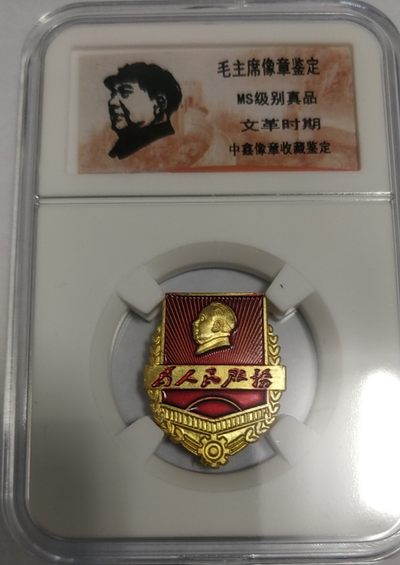 毛主席像章鉴定
MS级别真品
文革时期
中鑫像章收藏鉴定
为人民服务